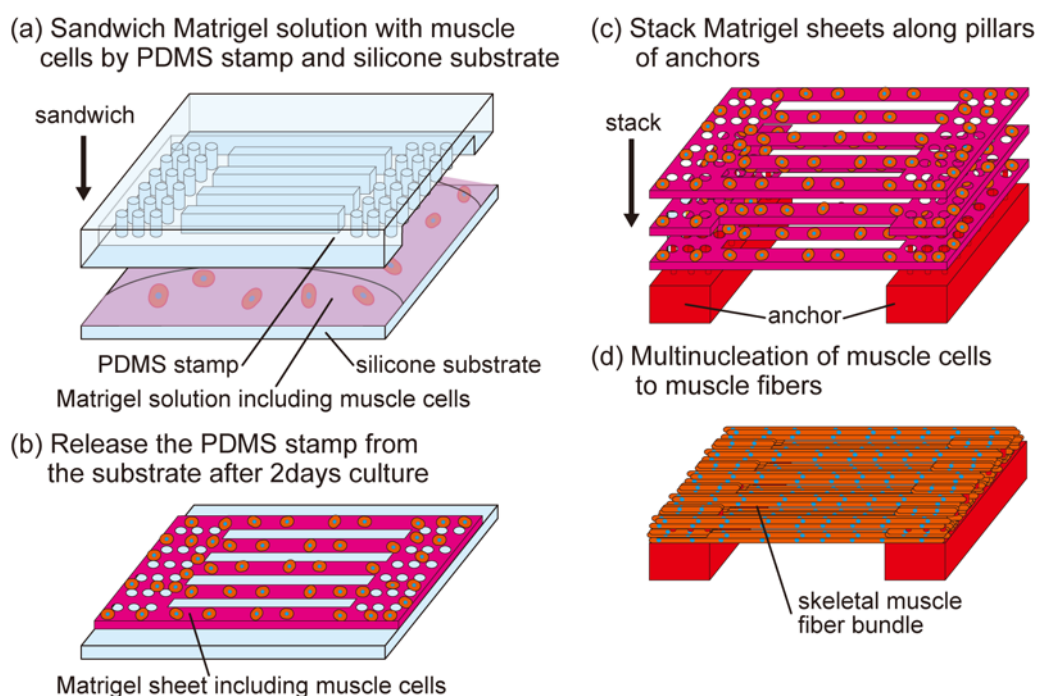 (a) Sandwich Matrigel solution with muscle
cells by PDMS stamp and silicone substrate
sandwich
PDMS stamp
silicone substrate
Matrigel solution including muscle cells
(b) Release the PDMS stamp from
the substrate after 2days culture
Matrigel sheet including muscle cells
(c) Stack Matrigel sheets along pillars
of anchors
stack
anchor
(d) Multinucleation of muscle cells
to muscle fibers
skeletal muscle
fiber bundle